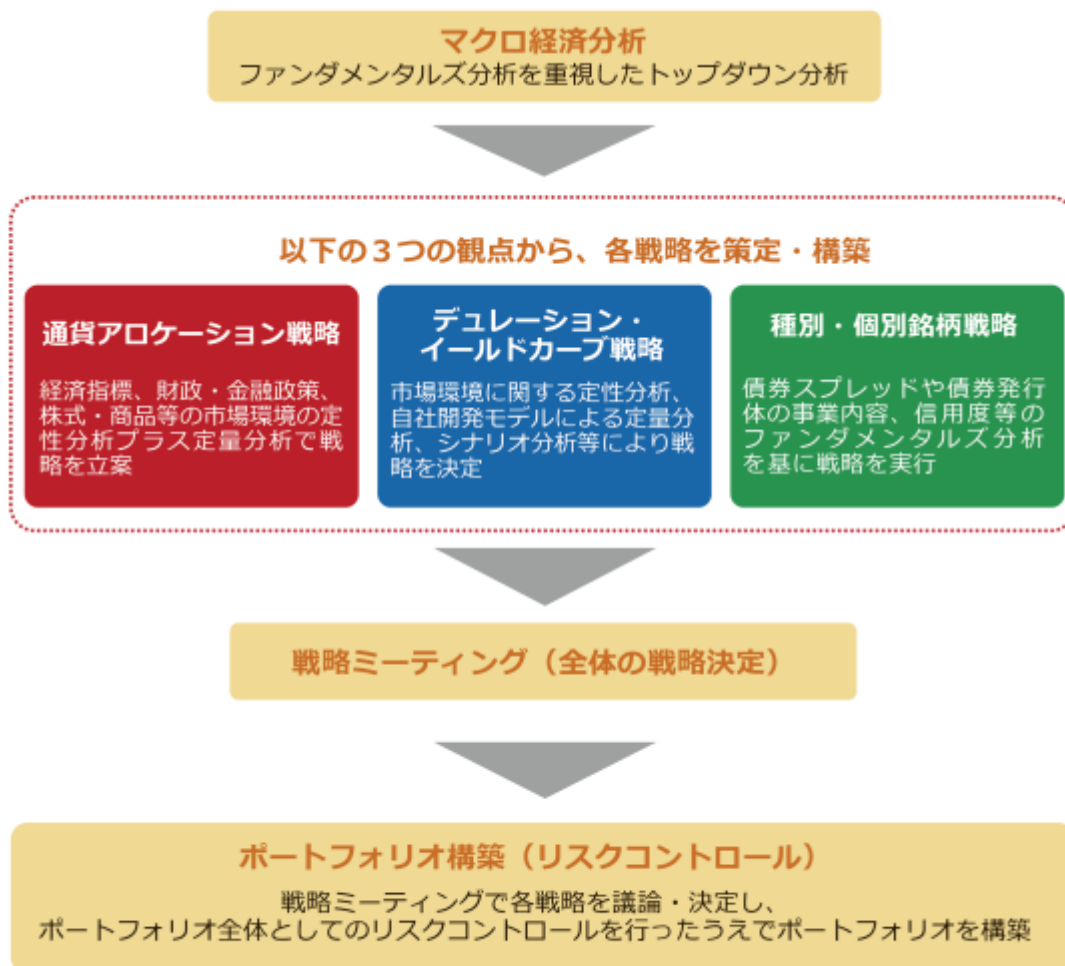 マクロ経済分析
ファンダメンタルズ分析を重視したトップダウン分析
以下の３つの観点から、各戦略を策定・構築
通貨アロケーション戦略
経済指標、財政・金融政策、
株式・商品等の市場環境の定
性分析プラス定量分析で戦
略を立案
デュレーション・
イールドカーブ戦略
市場環境に関する定性分析、
自社開発モデルによる定量分
析、シナリオ分析等により戦
略を決定
種別・個別銘柄戦略
債券スプレッドや債券発行
体の事業内容、信用度等の
ファンダメンタルズ分析
を基に戦略を実行
戦略ミーティング（全体の戦略決定）
ポートフォリオ構築（リスクコントロール）
戦略ミーティングで各戦略を議論・決定し、
ポートフォリオ全体としてのリスクコントロールを行ったうえでポートフォリオを構築